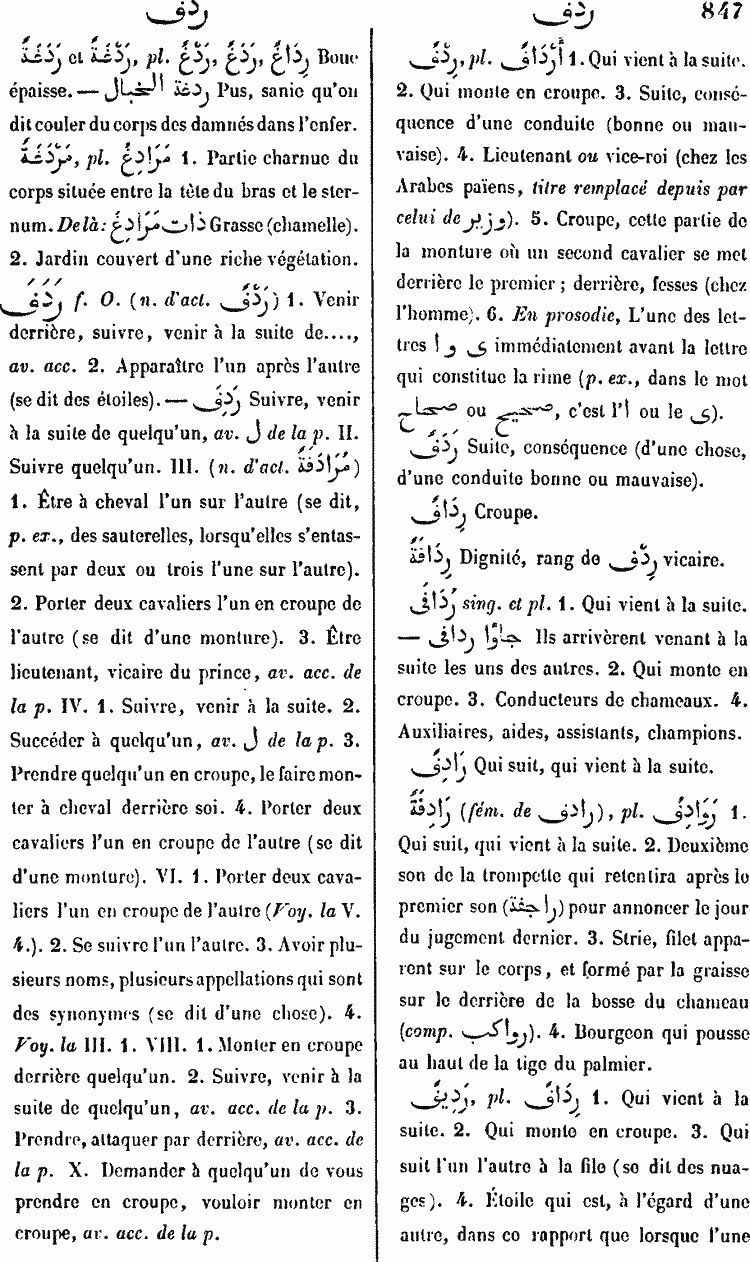 ردف ردف 847
رَدْغَةٌ et رَدَغَةٌ, pl. رَدْغٌ, رَدَغٌ, رِدَاغٌ Boue
épaisse. — رَدْغَة الخبال Pus, sanie qu'on
dit couler du corps des damnés dans l'enfer.
مَرْدَغَةٌ, pl. مَرَادِغُ 1. Partie charnue du
corps située entre la tête du bras et le ster-
num. De là: ذات مَرَادِغَ Grasse (chamelle).
2. Jardin couvert d'une riche végétation.
رَدَفَ f. O. (n. d'act. رَدْفٌ) 1. Venir
derrière, suivre, venir à la suite de....,
av. acc. 2. Apparaître l'un après l'autre
(se dit des étoiles). — رَدِفَ Suivre, venir
à la suite de quelqu'un, av. ل de la p. II.
Suivre quelqu'un. III. (n. d'act. مُرَادَفَةٌ)
1. Être à cheval l'un sur l'autre (se dit,
p. ex., des sauterelles, lorsqu'elles s'entas-
sent par deux ou trois l'une sur l'autre).
2. Porter deux cavaliers l'un en croupe de
l'autre (se dit d'une monture). 3. Être
lieutenant, vicaire du prince, av. acc. de
la p. IV. 1. Suivre, venir à la suite. 2.
Succéder à quelqu'un, av. ل de la p. 3.
Prendre quelqu'un en croupe, le faire mon-
ter à cheval derrière soi. 4. Porter deux
cavaliers l'un en croupe de l'autre (se dit
d'une monture). VI. 1. Porter deux cava-
liers l'un en croupe de l'autre (Voy. la V.
4.). 2. Se suivre l'un l'autre. 3. Avoir plu-
sieurs noms, plusieurs appellations qui sont
des synonymes (se dit d'une chose). 4.
Voy. la III. 1. VIII. 1. Monter en croupe
derrière quelqu'un. 2. Suivre, venir à la
suite de quelqu'un, av. acc. de la p. 3.
Prendre, attaquer par derrière, av. acc. de
la p. X. Demander à quelqu'un de vous
prendre en croupe, vouloir monter en
croupe, av. acc. de la p.
رِدْفٌ, pl. أَرْدَافٌ 1. Qui vient à la suite.
2. Qui monte en croupe. 3. Suite, consé-
quence d'une conduite (bonne ou mau-
vaise). 4. Lieutenant ou vice-roi (chez les
Arabes païens, titre remplacé depuis par
celui de وزير). 5. Croupe, cette partie de
la monture où un second cavalier se met
derrière le premier; derrière, fesses (chez
l'homme). 6. En prosodie, L'une des let-
tres ى و ا immédiatement avant la lettre
qui constitue la rime (p. ex., dans le mot
صحاح ou صحيح, c'est l'ا ou le ى).
رَدَفٌ Suite, conséquence (d'une chose,
d'une conduite bonne ou mauvaise).
رِدَافٌ Croupe.
رِدَافَةٌ Dignité, rang de رِدْف vicaire.
رُدَافَى sing. et pl. 1. Qui vient à la suite.
— جاوُا ردافى Ils arrivèrent venant à la
suite les uns des autres. 2. Qui monte en
croupe. 3. Conducteurs de chameaux. 4.
Auxiliaires, aides, assistants, champions.
رَادِفٌ Qui suit, qui vient à la suite.
رَادِفَةٌ (fém. de رادف), pl. رَوَادِفُ 1.
Qui suit, qui vient à la suite. 2. Deuxième
son de la trompette qui retentira après le
premier son (راجفة) pour annoncer le jour
du jugement dernier. 3. Strie, filet appa-
rent sur le corps, et formé par la graisse
sur le derrière de la bosse du chameau
(comp. رواكب). 4. Bourgeon qui pousse
au haut de la tige du palmier.
رَدِيفٌ, pl. رِدَافٌ 1. Qui vient à la
suite. 2. Qui monte en croupe. 3. Qui
suit l'un l'autre à la file (se dit des nua-
ges). 4. Étoile qui est, à l'égard d'une
autre, dans ce rapport que lorsque l'une